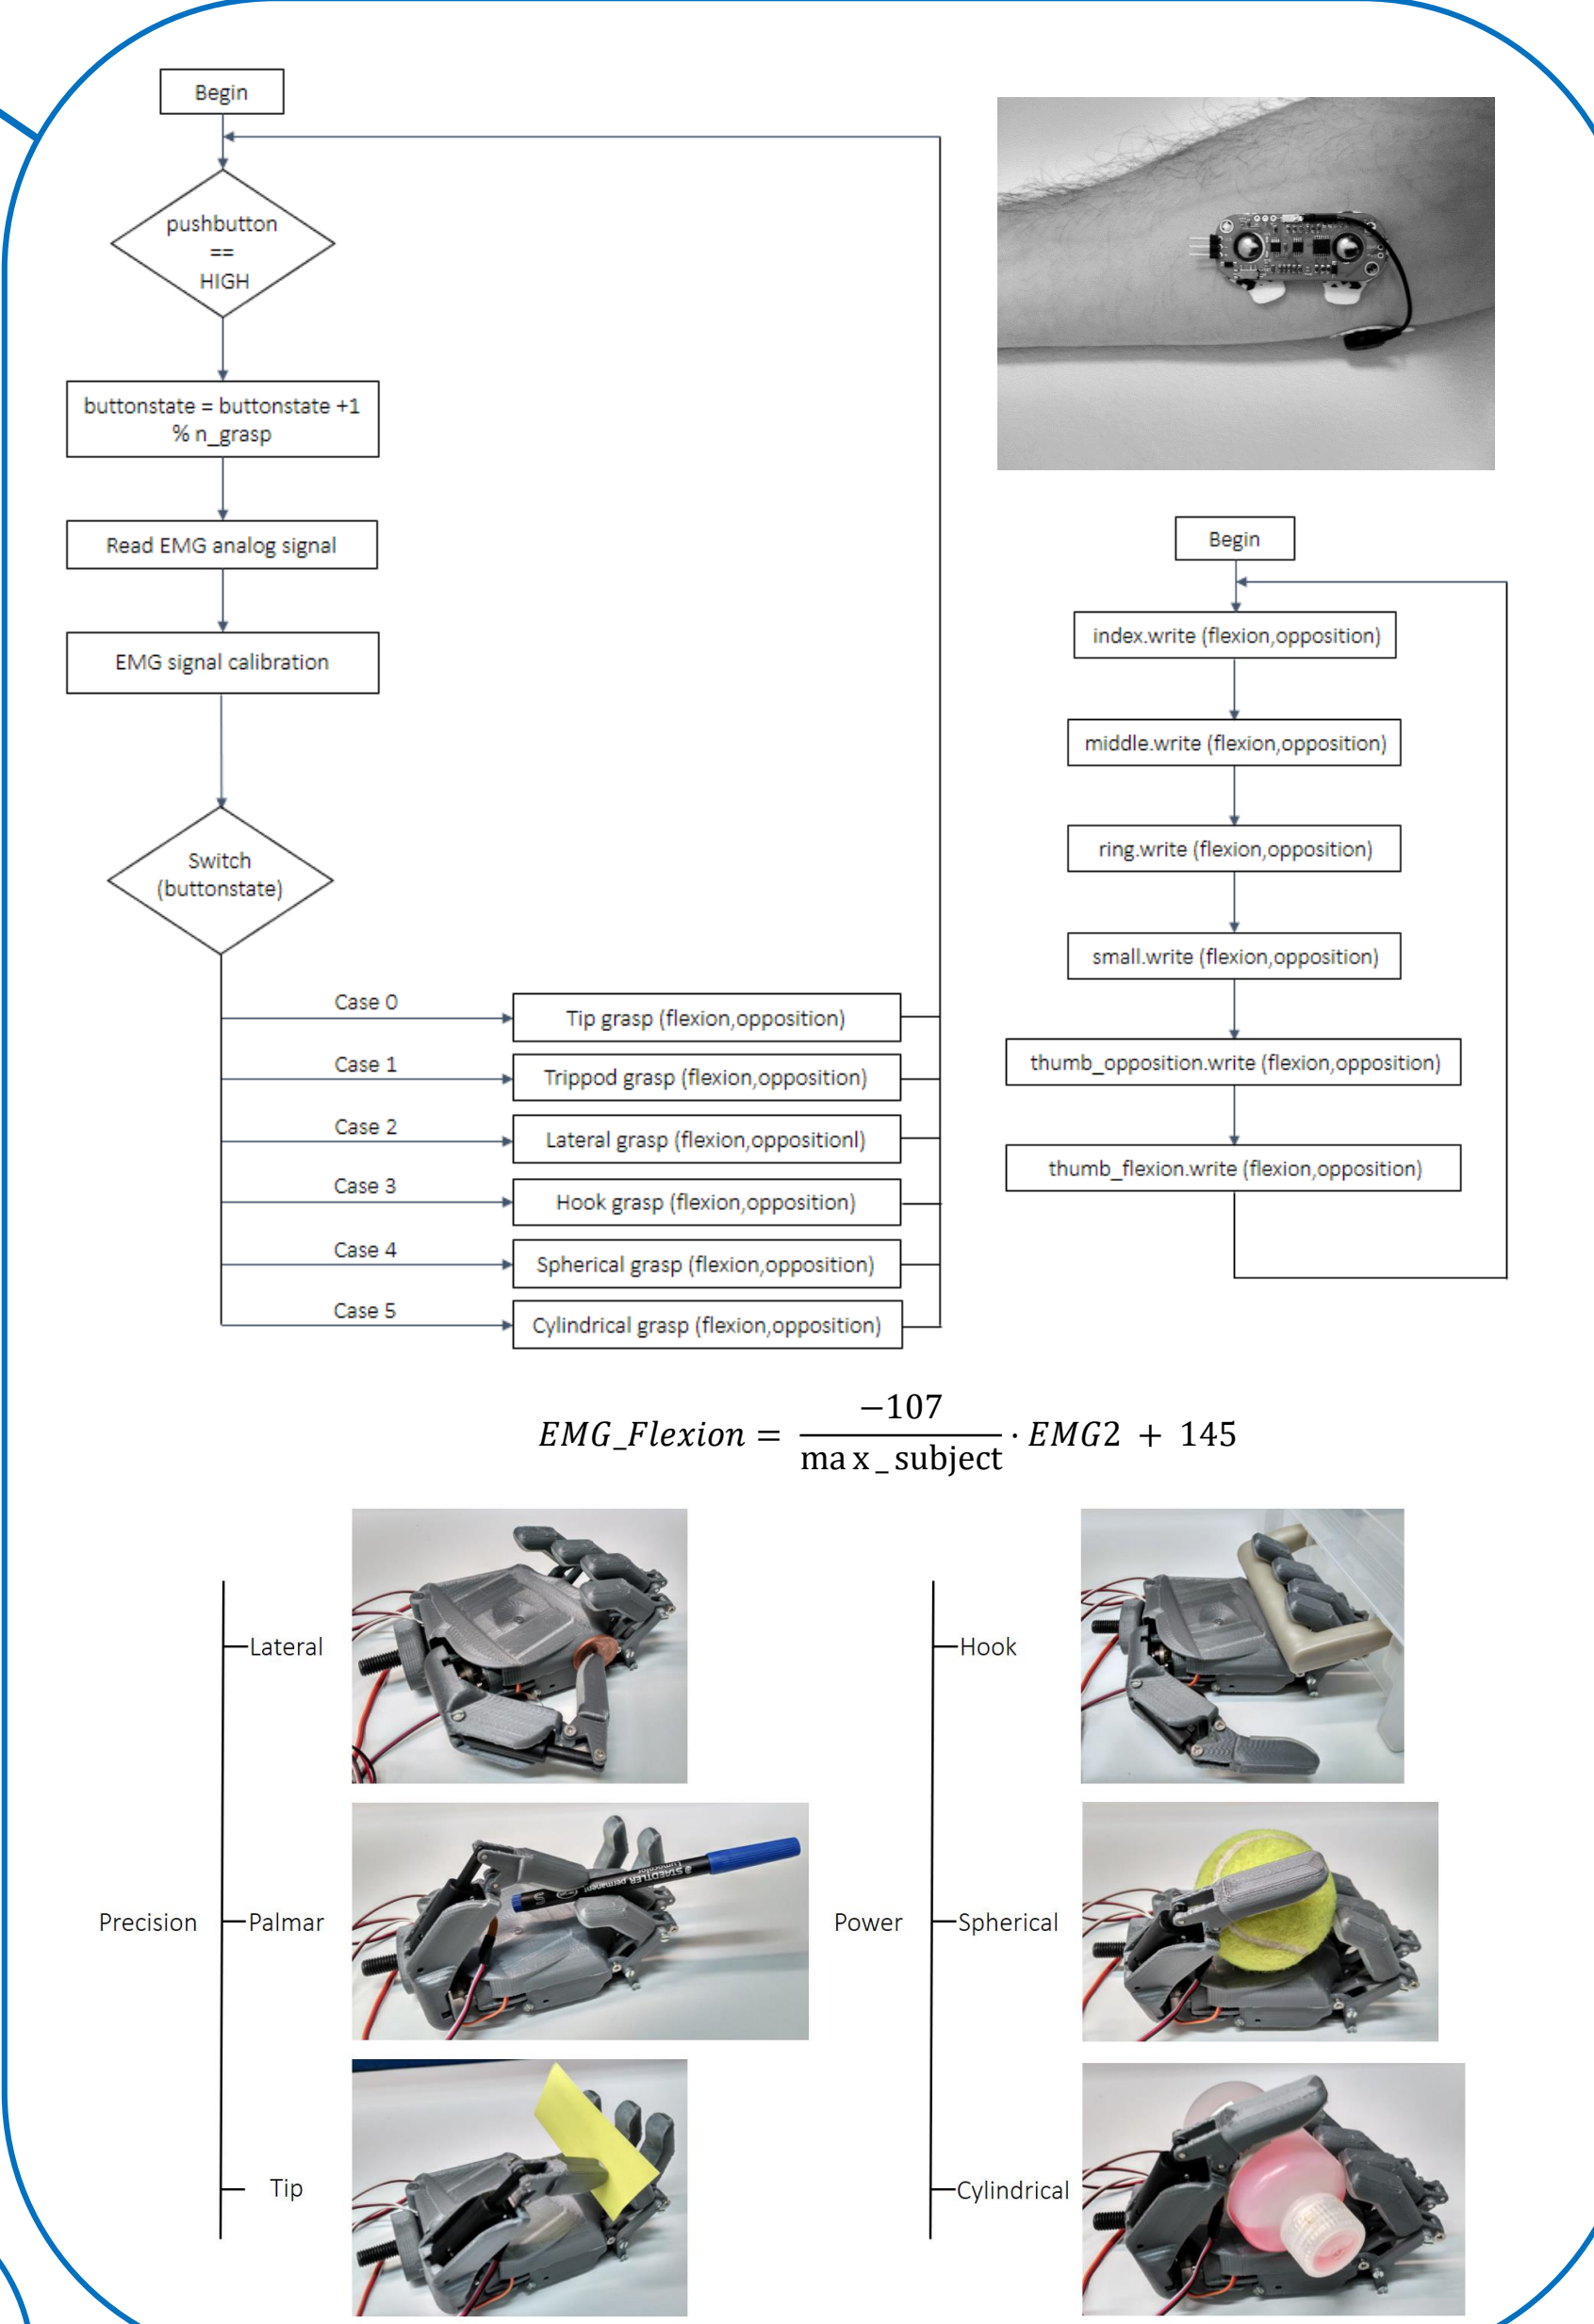 Begin
pushbutton
==
HIGH
buttonstate = buttonstate +1
% n_grasp
Read EMG analog signal
EMG signal calibration
Switch
(buttonstate)
Case 0
Tip grasp (flexion,opposition)
Case 1
Trippod grasp (flexion,opposition)
Case 2
Lateral grasp (flexion,oppositionl)
Case 3
Hook grasp (flexion,opposition)
Case 4
Spherical grasp (flexion,opposition)
Case 5
Cylindrical grasp (flexion,opposition)
Begin
index.write (flexion,opposition)
middle.write (flexion,opposition)
ring.write (flexion,opposition)
small.write (flexion,opposition)
thumb_opposition.write (flexion,opposition)
thumb_flexion.write (flexion,opposition)
EMG_Flexion = −107 / max_subject · EMG2 + 145
Precision
Lateral
Palmar
STAEDTLER permanent
Lumocolor
Tip
Power
Hook
Spherical
Cylindrical